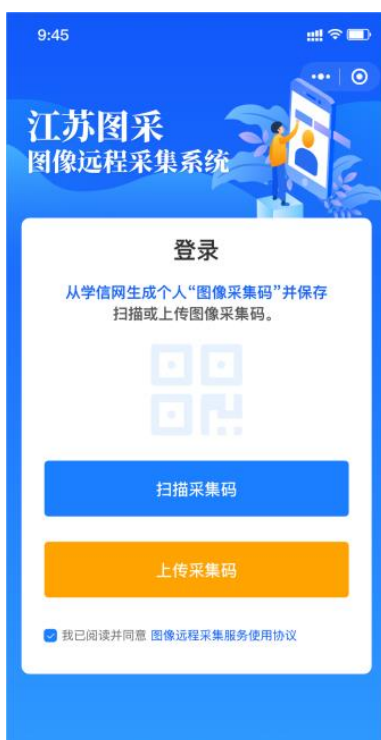 9:45
江苏图采
图像远程采集系统
登录
从学信网生成个人“图像采集码”并保存
扫描或上传图像采集码。
扫描采集码
上传采集码
我已阅读并同意 图像远程采集服务使用协议